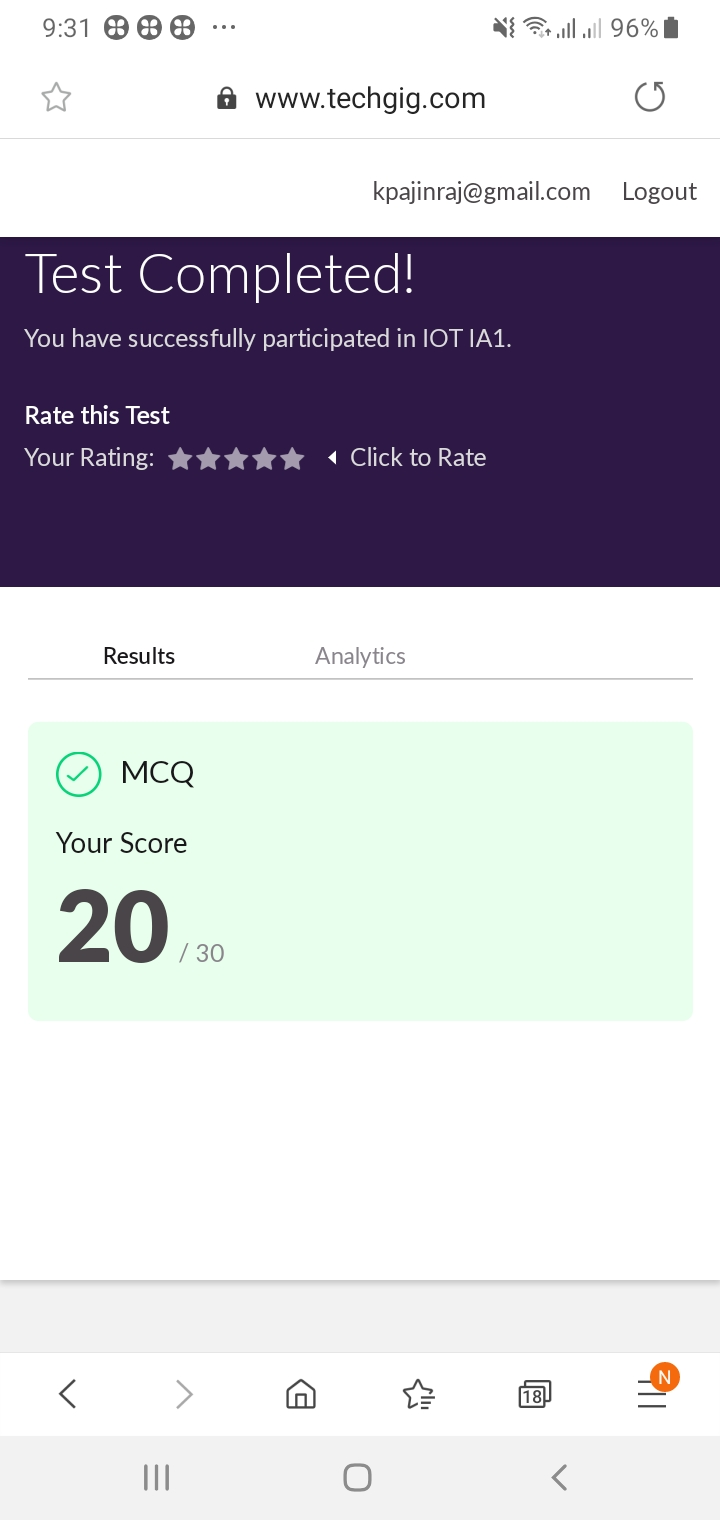 9:31 96%
www.techgig.com
kpajinraj@gmail.com Logout
Test Completed!
You have successfully participated in IOT IA1.
Rate this Test
Your Rating: Click to Rate
Results Analytics
MCQ
Your Score
20 / 30
18 N